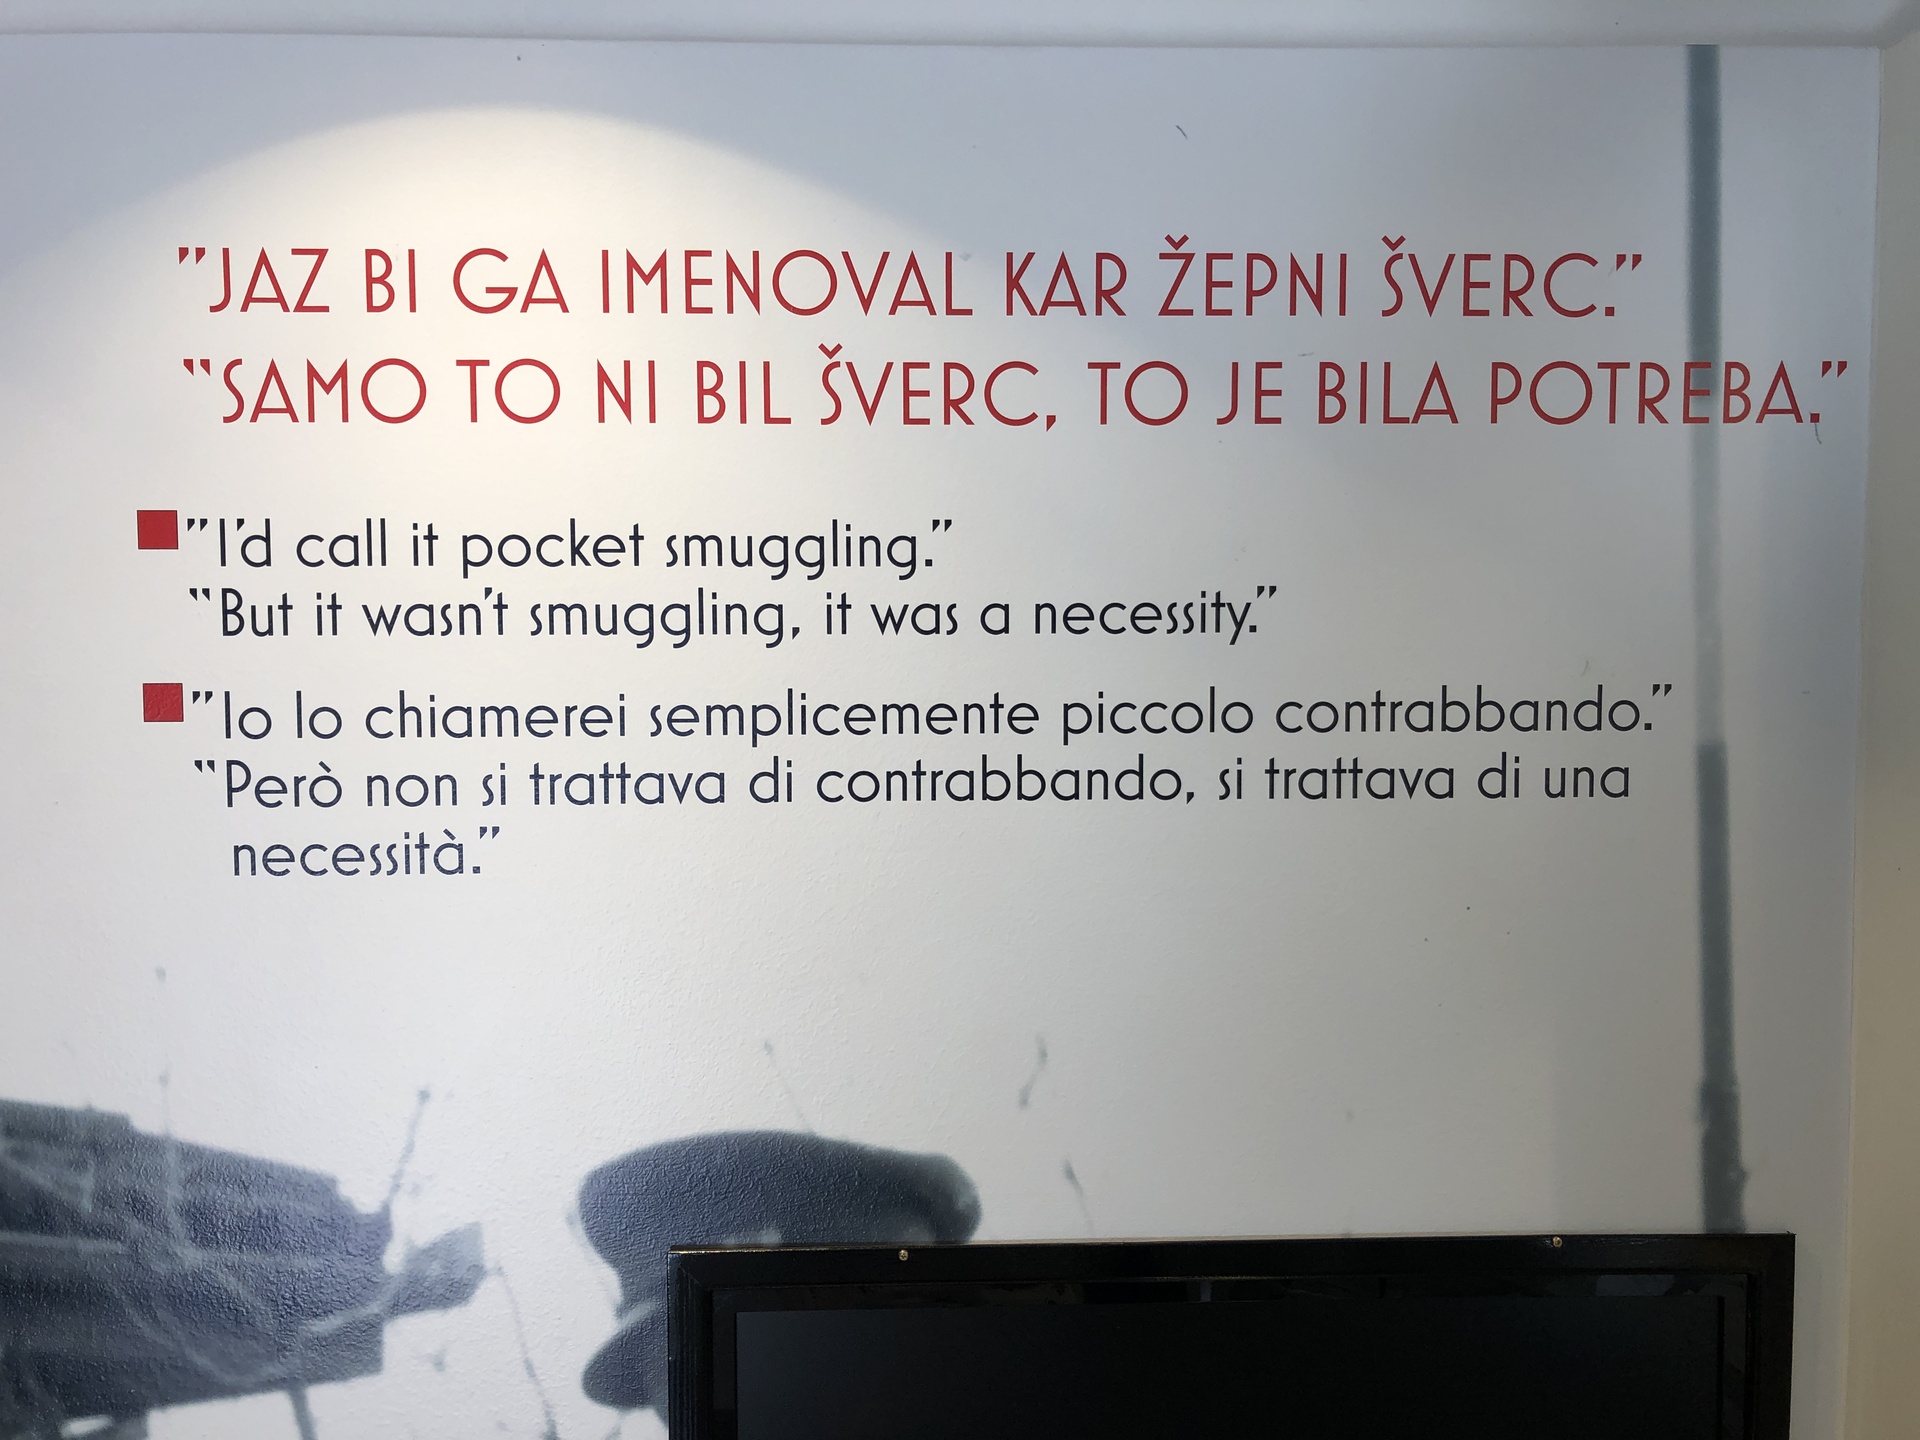 "JAZ BI GA IMENOVAL KAR ŽEPNI ŠVERC."
"SAMO TO NI BIL ŠVERC, TO JE BILA POTREBA."
"I'd call it pocket smuggling."
"But it wasn't smuggling, it was a necessity."
"Io lo chiamerei semplicemente piccolo contrabbando."
"Però non si trattava di contrabbando, si trattava di una
necessità."